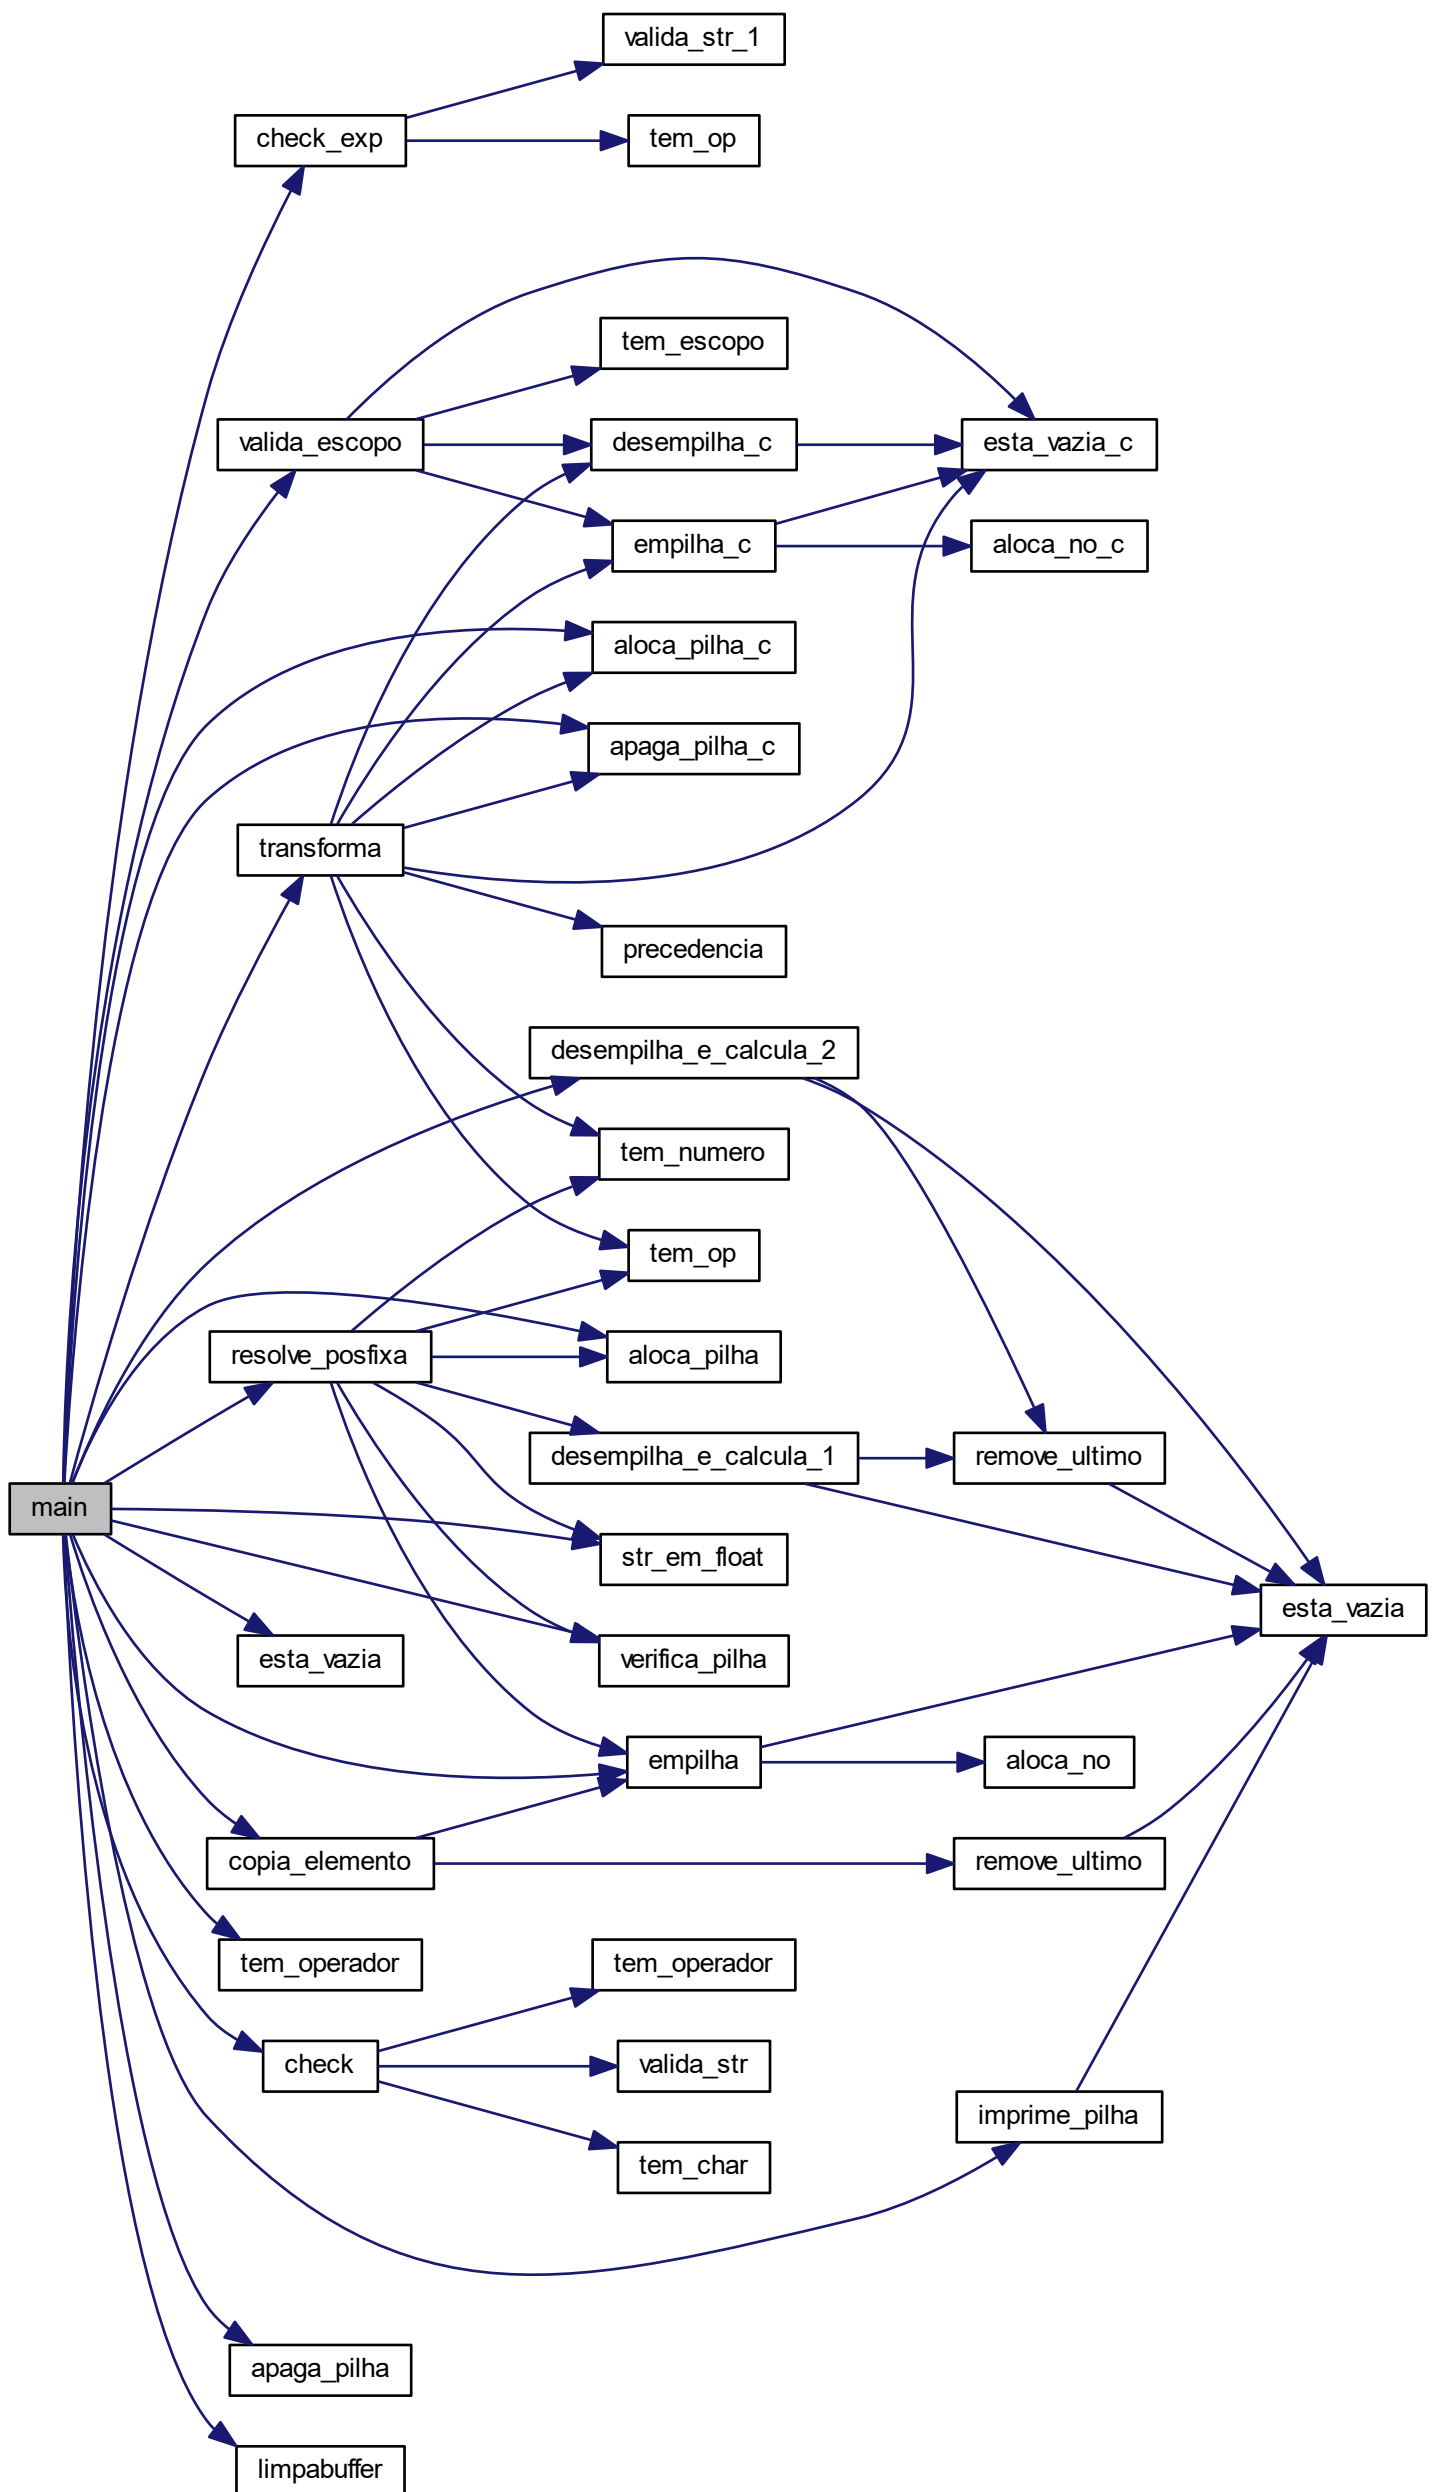 valida_str_1
check_exp
tem_op
tem_escopo
valida_escopo
desempilha_c
esta_vazia_c
empilha_c
aloca_no_c
aloca_pilha_c
apaga_pilha_c
transforma
precedencia
desempilha_e_calcula_2
tem_numero
tem_op
resolve_posfixa
aloca_pilha
desempilha_e_calcula_1
remove_ultimo
main
str_em_float
esta_vazia
esta_vazia
verifica_pilha
empilha
aloca_no
copia_elemento
remove_ultimo
tem_operador
tem_operador
check
valida_str
imprime_pilha
tem_char
apaga_pilha
limpabuffer